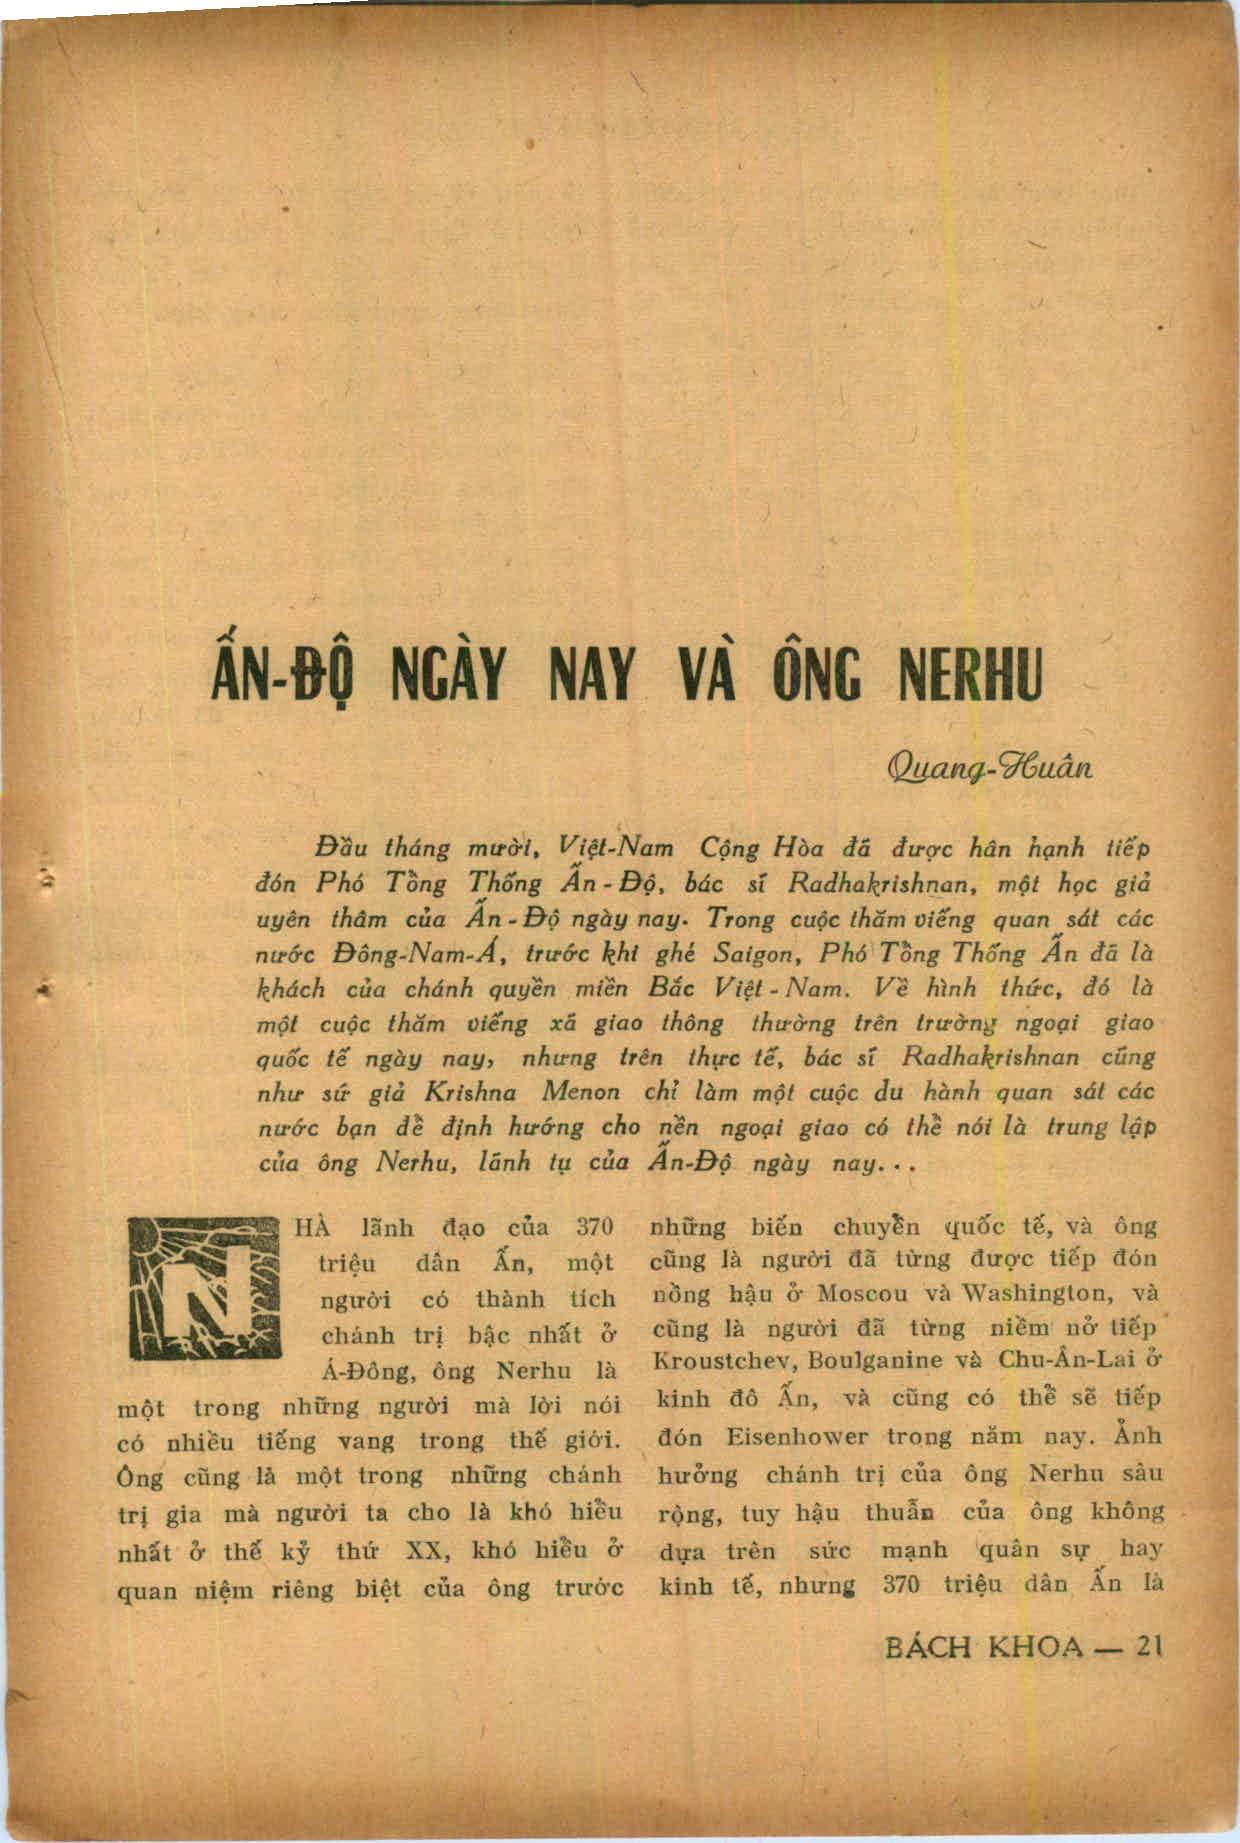 ẤN-ĐỘ NGÀY NAY VÀ ÔNG NERHU
Quang-Huân
Đầu tháng mười, Việt-Nam Cộng Hòa đã được hân hạnh tiếp
đón Phó Tổng Thống Ấn-Độ, bác sĩ Radhakrishnan, một học giả
uyên thâm của Ấn-Độ ngày nay. Trong cuộc thăm viếng quan sát các
nước Đông-Nam-Á, trước khi ghé Saigon, Phó Tổng Thống Ấn đã là
khách của chánh quyền miền Bắc Việt-Nam. Về hình thức, đó là
một cuộc thăm viếng xã giao thông thường trên trường ngoại giao
quốc tế ngày nay, nhưng trên thực tế, bác sĩ Radhakrishnan cũng
như sứ giả Krishna Menon chỉ làm một cuộc du hành quan sát các
nước bạn để định hướng cho nền ngoại giao có thể nói là trung lập
của ông Nerhu, lãnh tụ của Ấn-Độ ngày nay...
NHÀ lãnh đạo của 370
triệu dân Ấn, một
người có thành tích
chánh trị bậc nhất ở
Á-Đông, ông Nerhu là
một trong những người mà lời nói
có nhiều tiếng vang trong thế giới.
Ông cũng là một trong những chánh
trị gia mà người ta cho là khó hiểu
nhất ở thế kỷ thứ XX, khó hiểu ở
quan niệm riêng biệt của ông trước
những biến chuyển quốc tế, và ông
cũng là người đã từng được tiếp đón
nồng hậu ở Moscou và Washington, và
cũng là người đã từng niềm nở tiếp
Kroustchev, Boulganine và Chu-Ân-Lai ở
kinh đô Ấn, và cũng có thể sẽ tiếp
đón Eisenhower trong năm nay. Ảnh
hưởng chánh trị của ông Nerhu sâu
rộng, tuy hậu thuẫn của ông không
dựa trên sức mạnh quân sự hay
kinh tế, nhưng 370 triệu dân Ấn là
BÁCH KHOA — 21